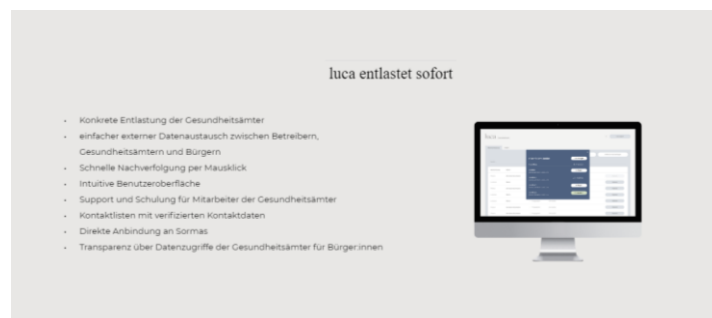 luca entlastet sofort
Konkrete Entlastung der Gesundheitsämter
einfacher externer Datenaustausch zwischen Betreibern,
Gesundheitsämtern und Bürgern
Schnelle Nachverfolgung per Mausklick
Intuitive Benutzeroberfläche
Support und Schulung für Mitarbeiter der Gesundheitsämter
Kontaktlisten mit verifizierten Kontaktdaten
Direkte Anbindung an Sormas
Transparenz über Datenzugriffe der Gesundheitsämter für Bürger:innen
luca